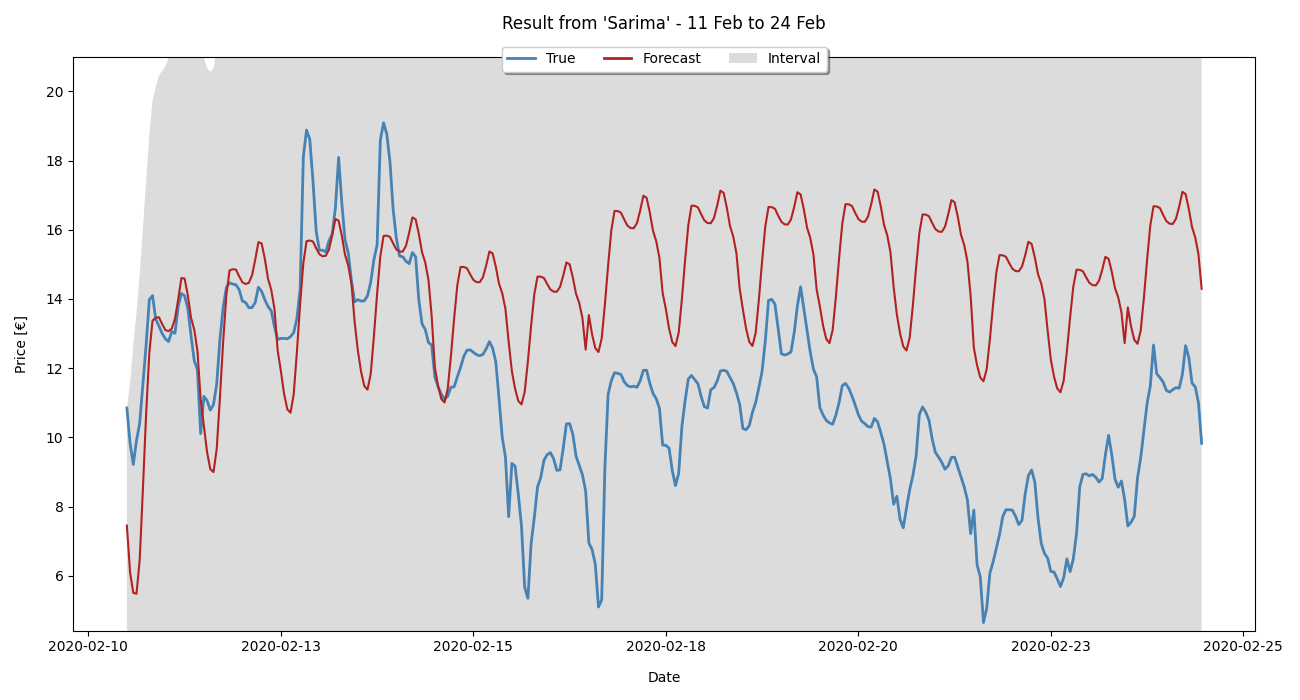 Result from 'Sarima' - 11 Feb to 24 Feb
True Forecast Interval
Price [€]
20
18
16
14
12
10
8
6
2020-02-10 2020-02-13 2020-02-15 2020-02-18 2020-02-20 2020-02-23 2020-02-25
Date